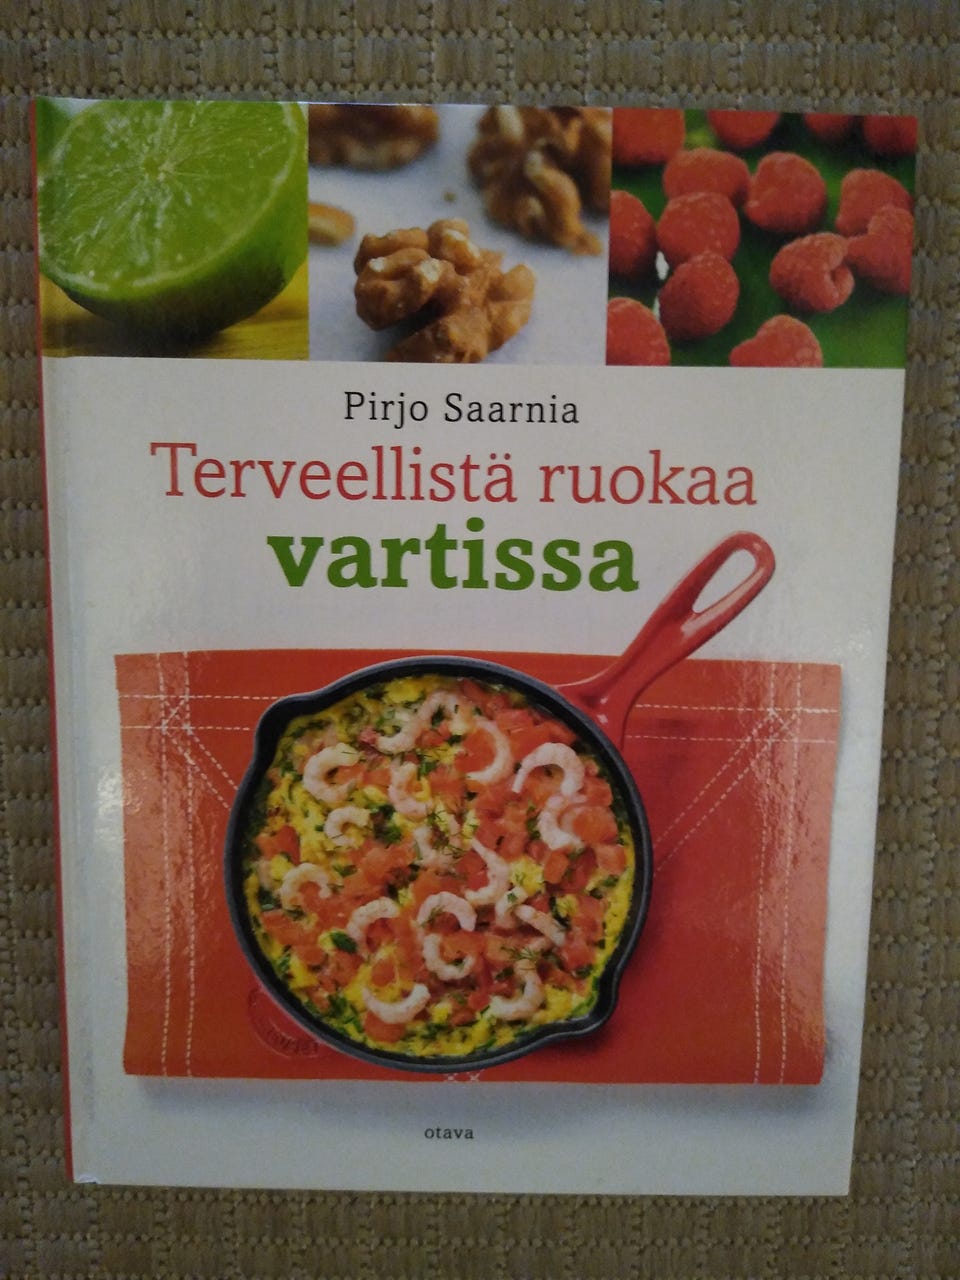 Pirjo Saarnia
Terveellistä ruokaa
vartissa
otava